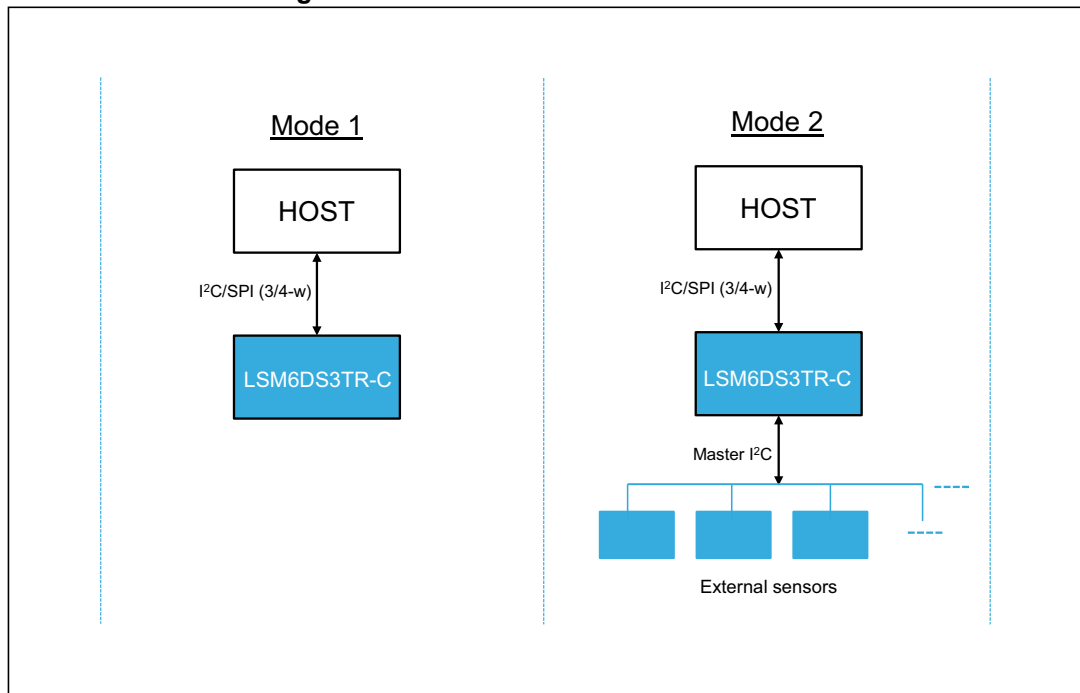 Mode 1
HOST
I²C/SPI (3/4-w)
LSM6DS3TR-C
Mode 2
HOST
I²C/SPI (3/4-w)
LSM6DS3TR-C
Master I²C
External sensors